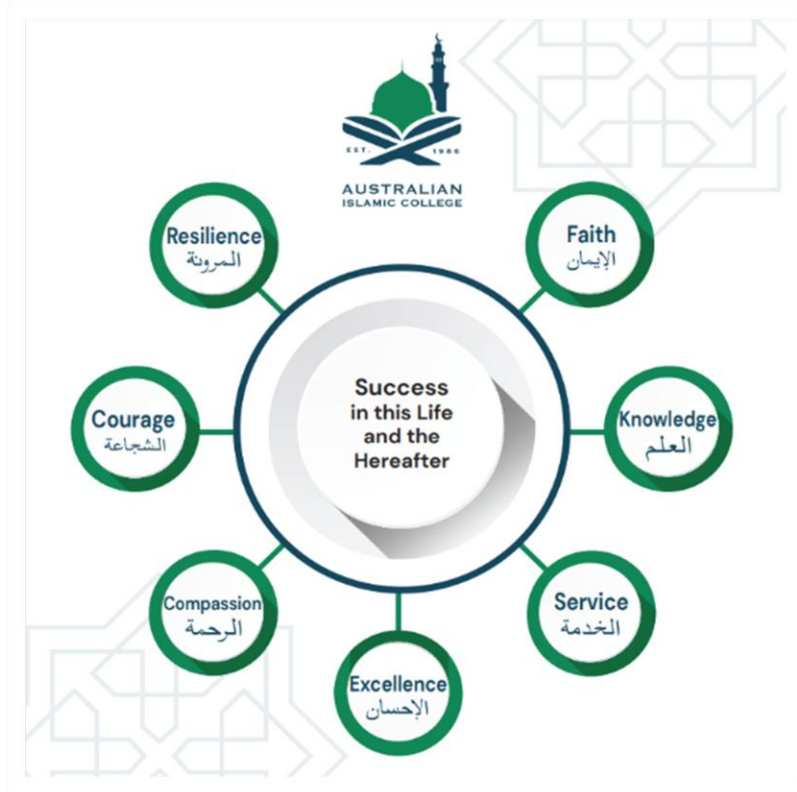 EST. 1986
AUSTRALIAN
ISLAMIC COLLEGE
Resilience
المرونة
Faith
الإيمان
Success
in this Life
and the
Hereafter
Courage
الشجاعة
Knowledge
العلم
Compassion
الرحمة
Service
الخدمة
Excellence
الإحسان